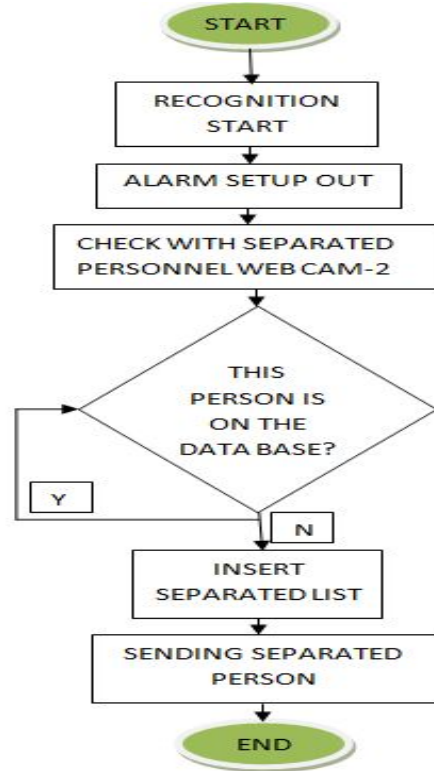 START
RECOGNITION
START
ALARM SETUP OUT
CHECK WITH SEPARATED
PERSONNEL WEB CAM-2
THIS
PERSON IS
ON THE
DATA BASE?
Y
N
INSERT
SEPARATED LIST
SENDING SEPARATED
PERSON
END